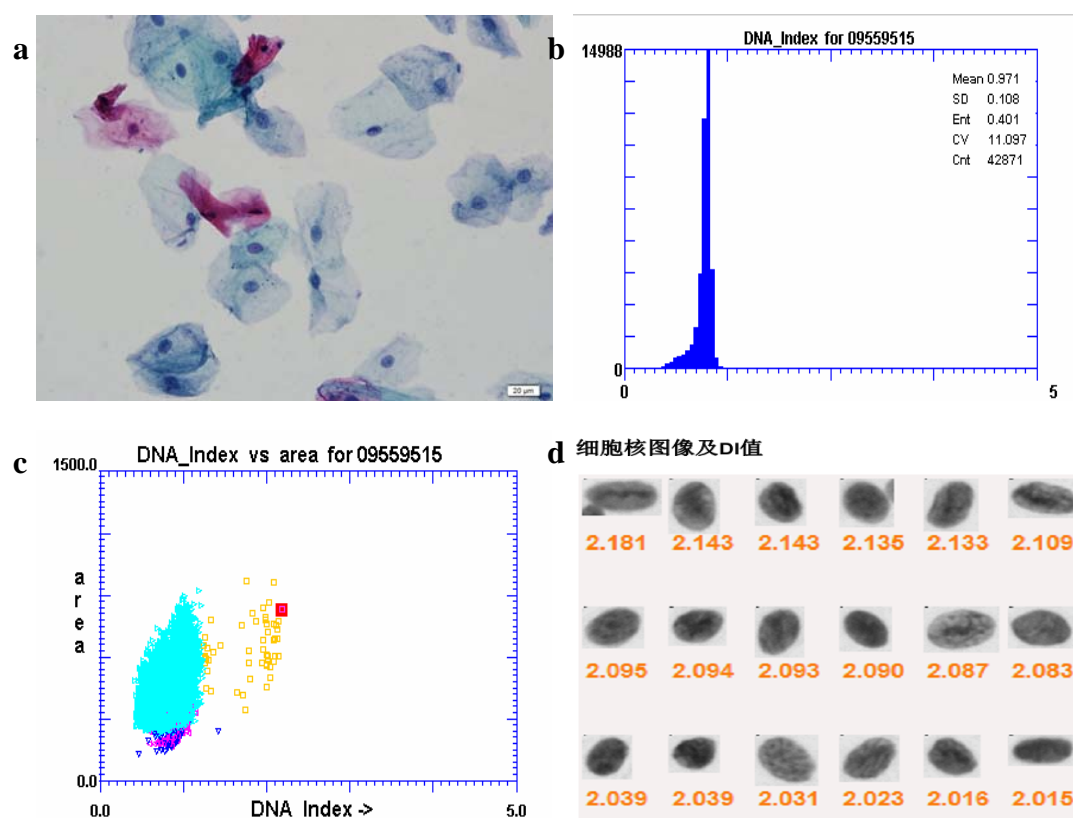 a
20 µm
b
DNA_Index for 09559515
14988
Mean 0.971
SD 0.108
Ent 0.401
CV 11.097
Cnt 42871
0
0 5
c
DNA_Index vs area for 09559515
1500.0
area
0.0
0.0 DNA Index -> 5.0
d 细胞核图像及DI值
2.181 2.143 2.143 2.135 2.133 2.109
2.095 2.094 2.093 2.090 2.087 2.083
2.039 2.039 2.031 2.023 2.016 2.015